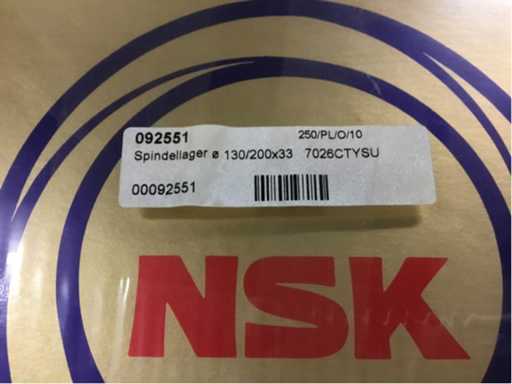 092551 250/PL/O/10
Spindellager ø 130/200x33 7026CTYSU
00092551
NSK